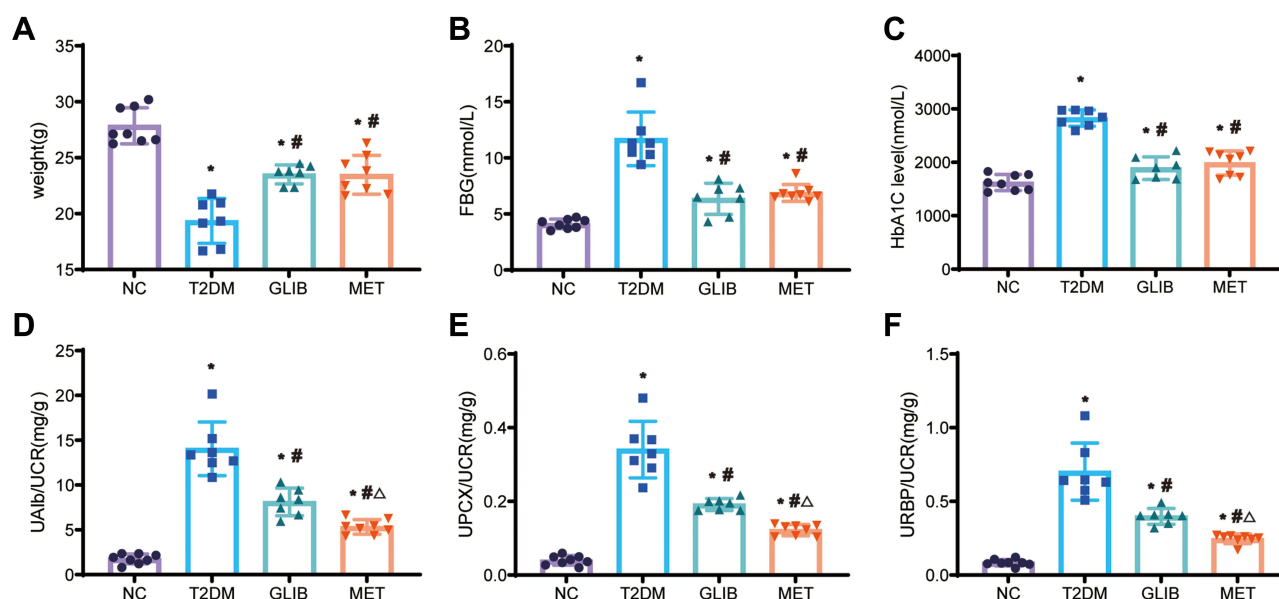 A
weight(g)
35
30
25
20
15
*
* #
* #
NC T2DM GLIB MET
B
FBG(mmol/L)
20
15
10
5
0
*
* #
* #
NC T2DM GLIB MET
C
HbA1C level(nmol/L)
4000
3000
2000
1000
0
*
* #
* #
NC T2DM GLIB MET
D
UAlb/UCR(mg/g )
25
20
15
10
5
0
*
* #
* #△
NC T2DM GLIB MET
E
UPCX/UCR(mg/g)
0.6
0.4
0.2
0.0
*
* #
* #△
NC T2DM GLIB MET
F
URBP/UCR(mg/g)
1.5
1.0
0.5
0.0
*
* #
* #△
NC T2DM GLIB MET